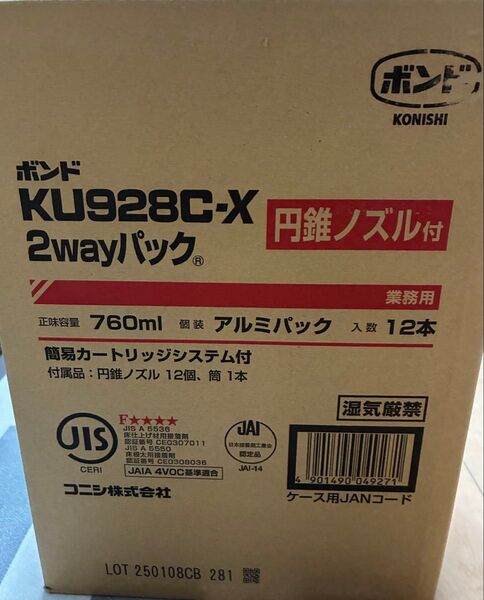 ボンド
KONISHI
ボンド
KU928C-X
2wayパック®
円錐ノズル付
業務用
正味容量 760ml 個装 アルミパック 入数 12本
簡易カートリッジシステム付
付属品：円錐ノズル 12個、筒 1本
湿気厳禁
JIS
CERI
F★★★★
JIS A 5536
床仕上げ材用接着剤
認証番号 CE0307011
JIS A 5550
床根太用接着剤
認証番号 CE0308036
JAIA 4VOC基準適合
JAI
日本接着剤工業会
認定品
JAI-14
4901490049271
ケース用JANコード
コニシ株式会社
LOT 250108CB 281